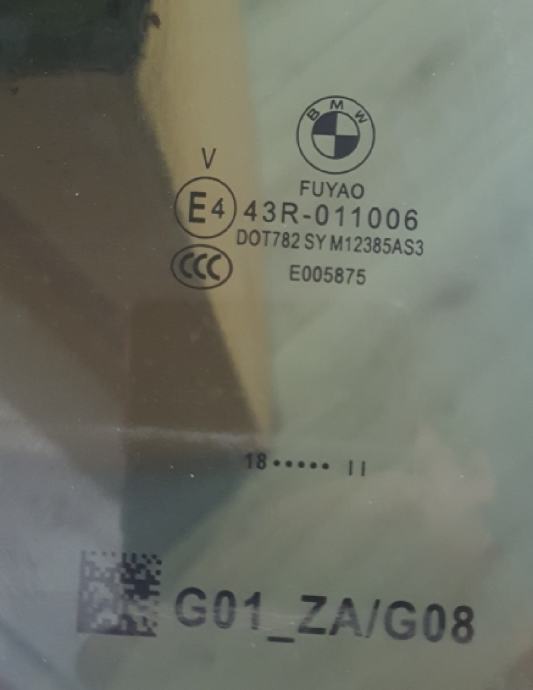 BMW
V
FUYAO
E4 43R-011006
DOT782 SY M12385AS3
CCC
E005875
18••••• II
G01_ZA/G08